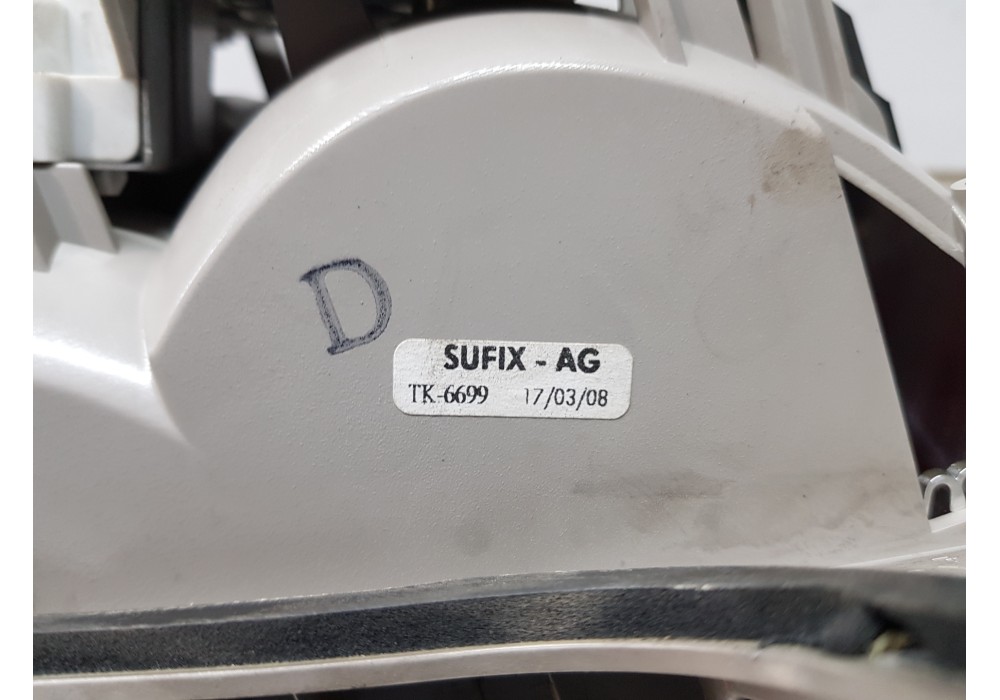 D
SUFIX - AG
TK-6699 17/03/08